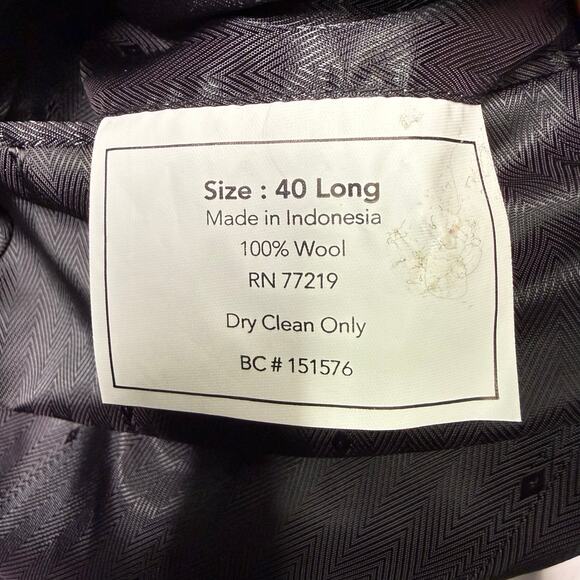 Size : 40 Long
Made in Indonesia
100% Wool
RN 77219
Dry Clean Only
BC # 151576